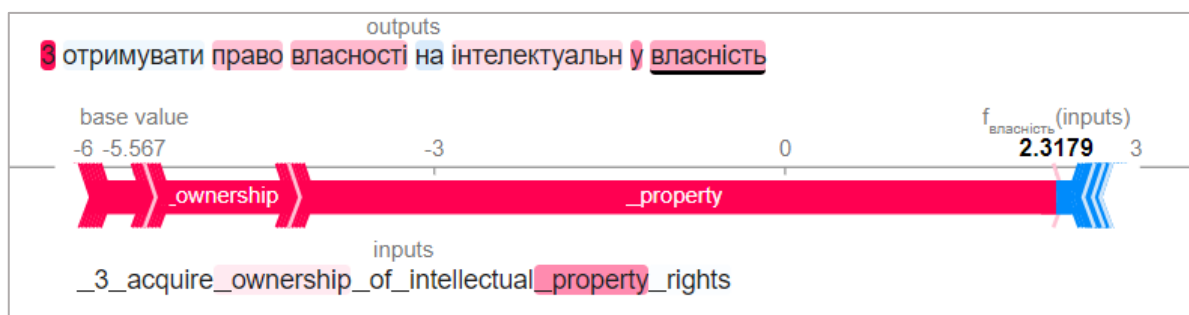 outputs
3 отримувати право власності на інтелектуальн у власність
base value
f власність (inputs)
-6 -5.567 -3 0 2.3179 3
_ownership _property
inputs
_3_acquire_ownership_of_intellectual_property_rights